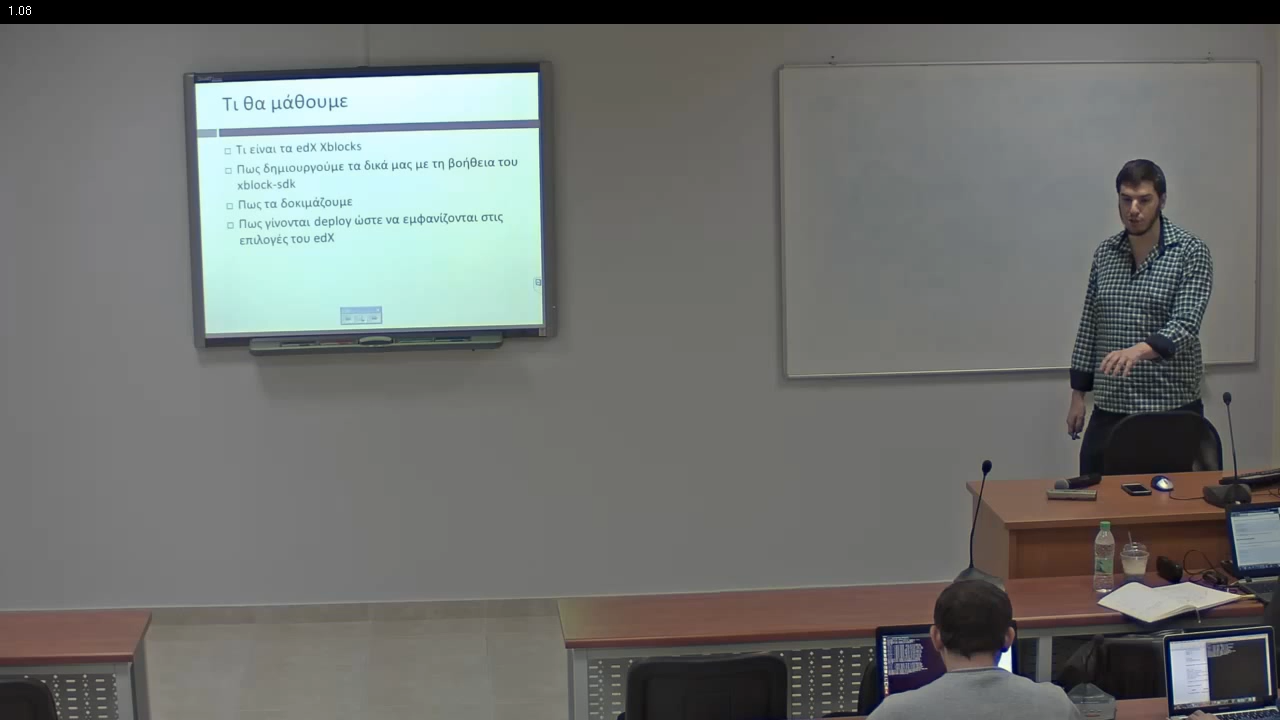 1.08
Τι θα μάθουμε
Τι είναι τα edX Xblocks
Πως δημιουργούμε τα δικά μας με τη βοήθεια του
xblock-sdk
Πως τα δοκιμάζουμε
Πως γίνονται deploy ώστε να εμφανίζονται στις
επιλογές του edX